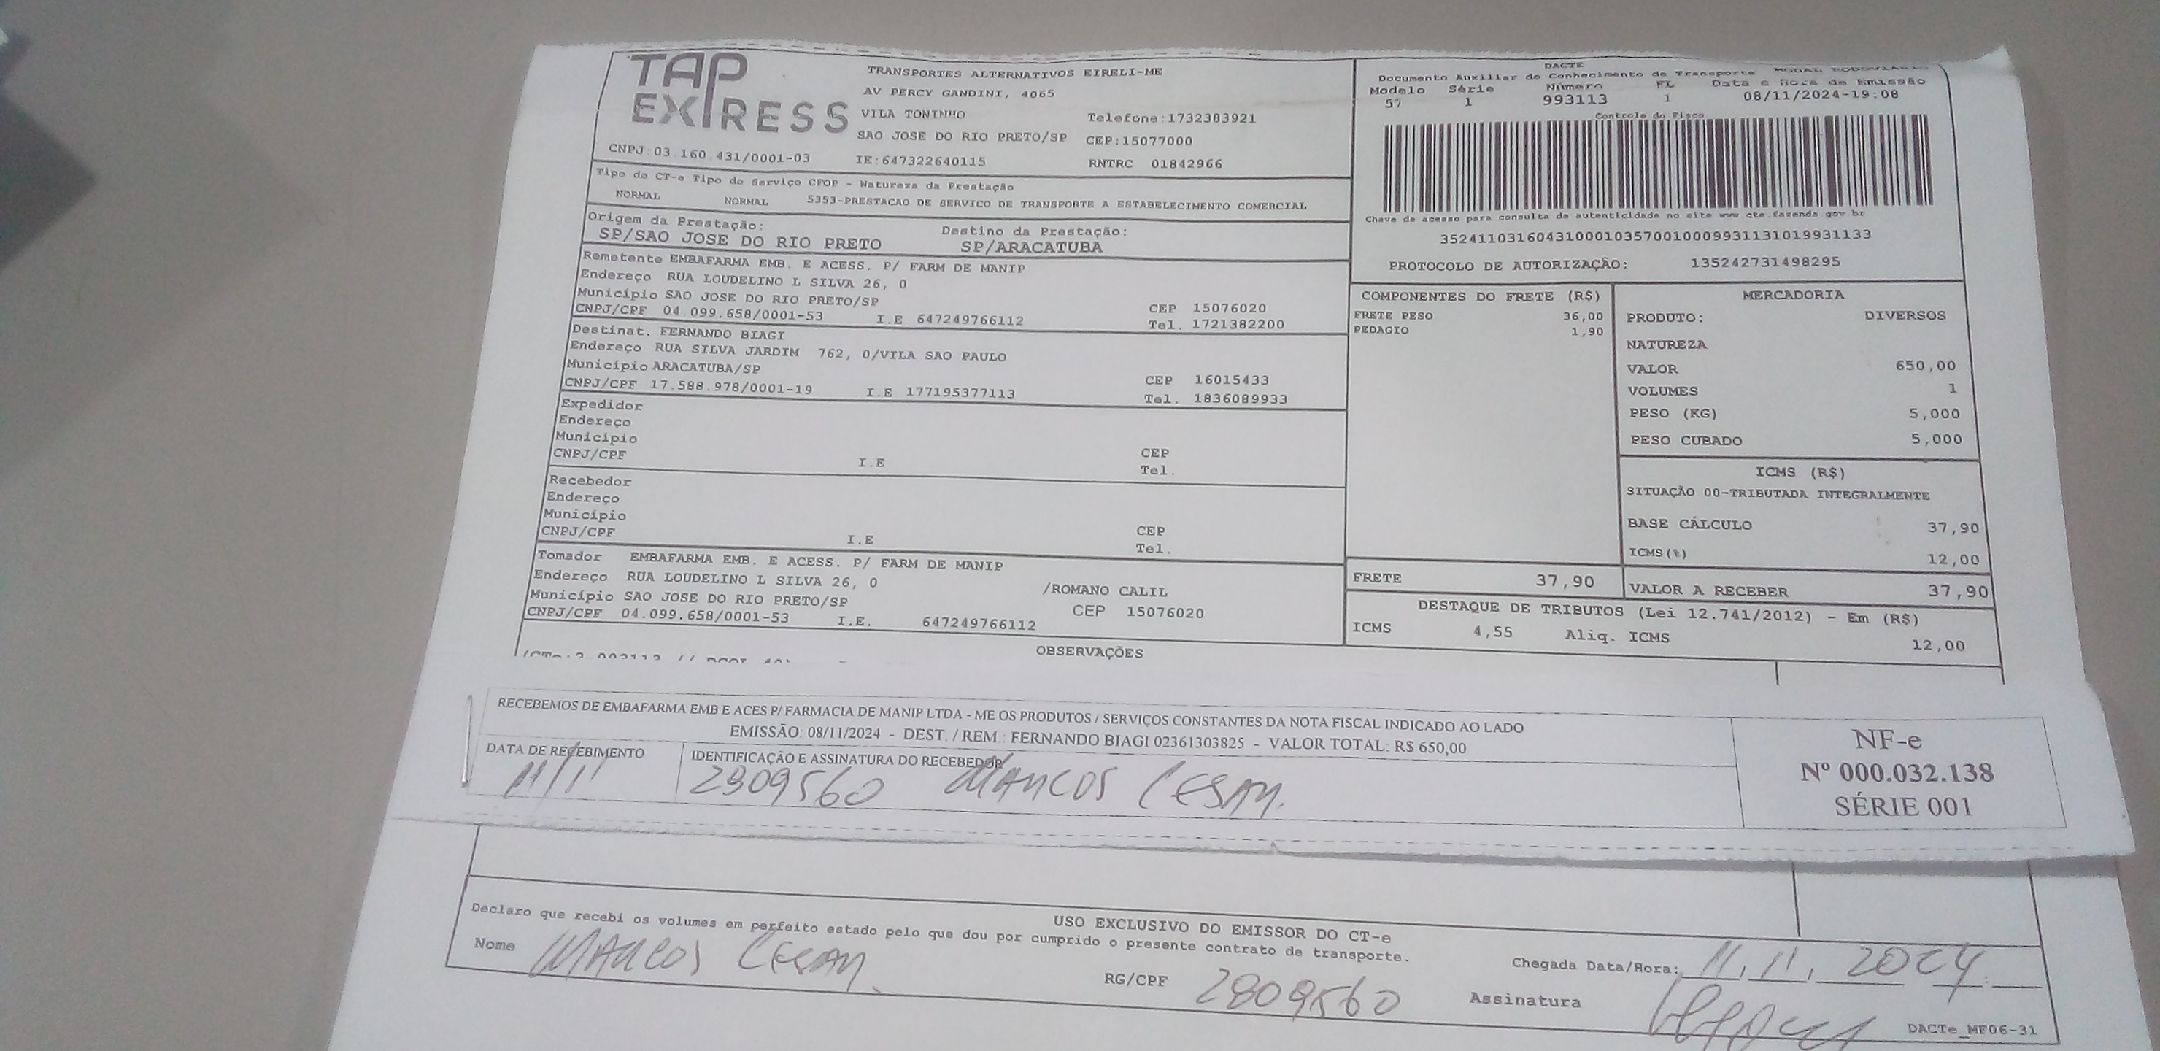 TAP EXPRESS
TRANSPORTES ALTERNATIVOS EIRELI-ME
AV PERCY GANDINI, 4065
VILA TONINHO Telefone:1732383921
SAO JOSE DO RIO PRETO/SP CEP:15077000
CNPJ:03.160.431/0001-03 IE:647322640115 RNTRC 01842966
Tipo do CT-e Tipo do Serviço CFOP - Natureza da Prestação
NORMAL NORMAL 5353-PRESTACAO DE SERVICO DE TRANSPORTE A ESTABELECIMENTO COMERCIAL
Origem da Prestação: Destino da Prestação:
SP/SAO JOSE DO RIO PRETO SP/ARACATUBA
Remetente EMBAFARMA EMB. E ACESS. P/ FARM DE MANIP
Endereço RUA LOUDELINO L SILVA 26, 0
Município SAO JOSE DO RIO PRETO/SP CEP 15076020
CNPJ/CPF 04.099.658/0001-53 I.E 647249766112 Tel. 1721382200
Destinat. FERNANDO BIAGI
Endereço RUA SILVA JARDIM 762, 0/VILA SAO PAULO
Município ARACATUBA/SP CEP 16015433
CNPJ/CPF 17.588.978/0001-19 I.E 177195377113 Tel. 1836089933
Expedidor
Endereço
Município CEP
CNPJ/CPF I.E Tel.
Recebedor
Endereço
Município CEP
CNPJ/CPF I.E Tel.
Tomador EMBAFARMA EMB. E ACESS. P/ FARM DE MANIP
Endereço RUA LOUDELINO L SILVA 26, 0 /ROMANO CALIL
Município SAO JOSE DO RIO PRETO/SP CEP 15076020
CNPJ/CPF 04.099.658/0001-53 I.E. 647249766112
DACTE
Documento Auxiliar do Conhecimento de Transporte MODAL RODOVIARIO
Modelo Série Número FL Data e Hora de Emissão
57 1 993113 1 08/11/2024-19:08
Controle do Fisco
Chave de acesso para consulta de autenticidade no site www.cte.fazenda.gov.br
35241103160431000103570010009931131019931133
PROTOCOLO DE AUTORIZAÇÃO: 135242731498295
COMPONENTES DO FRETE (R$)
FRETE PESO 36,00
PEDAGIO 1,90
MERCADORIA
PRODUTO: DIVERSOS
NATUREZA
VALOR 650,00
VOLUMES 1
PESO (KG) 5,000
PESO CUBADO 5,000
ICMS (R$)
SITUAÇÃO 00-TRIBUTADA INTEGRALMENTE
BASE CÁLCULO 37,90
ICMS(%) 12,00
FRETE 37,90 VALOR A RECEBER 37,90
DESTAQUE DE TRIBUTOS (Lei 12.741/2012) - Em (R$)
ICMS 4,55 Aliq. ICMS 12,00
OBSERVAÇÕES
RECEBEMOS DE EMBAFARMA EMB E ACES P/ FARMACIA DE MANIP LTDA - ME OS PRODUTOS / SERVIÇOS CONSTANTES DA NOTA FISCAL INDICADO AO LADO
EMISSÃO: 08/11/2024 - DEST. / REM.: FERNANDO BIAGI 02361303825 - VALOR TOTAL: R$ 650,00
DATA DE RECEBIMENTO IDENTIFICAÇÃO E ASSINATURA DO RECEBEDOR
11/11 2809560 MARCOS CESAR.
NF-e
Nº 000.032.138
SÉRIE 001
USO EXCLUSIVO DO EMISSOR DO CT-e
Declaro que recebi os volumes em perfeito estado pelo que dou por cumprido o presente contrato de transporte.
Nome MARCOS CESAR. RG/CPF 2809560
Chegada Data/Hora: 11.11.2024
Assinatura
DACTe_ME06-31